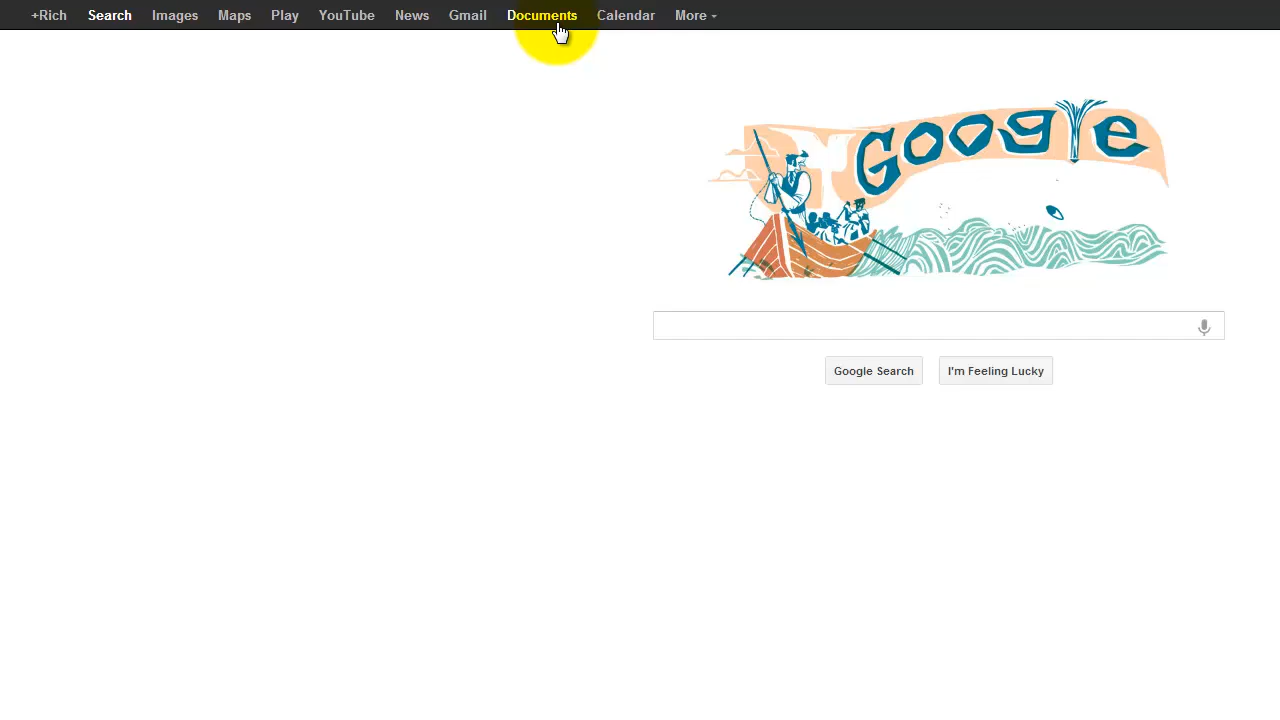 +Rich Search Images Maps Play YouTube News Gmail Documents Calendar More
Google
Google Search I'm Feeling Lucky